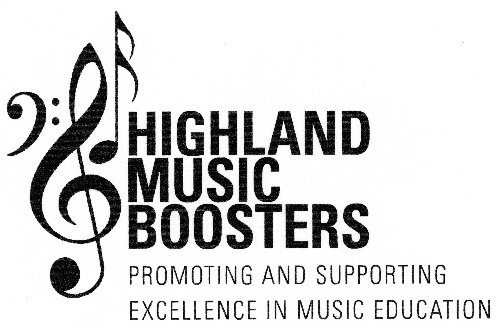 HIGHLAND
MUSIC
BOOSTERS
PROMOTING AND SUPPORTING
EXCELLENCE IN MUSIC EDUCATION